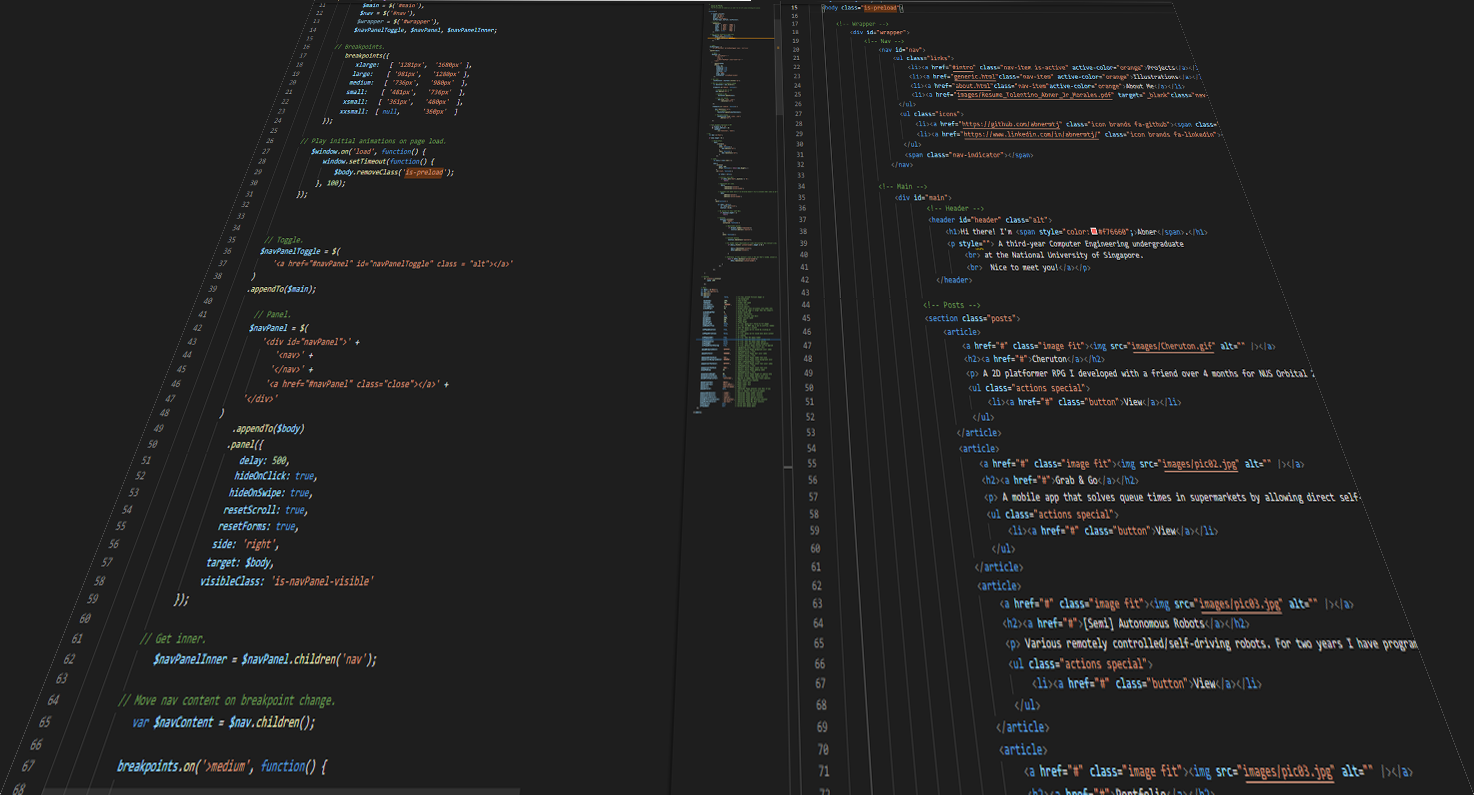 11 $main = $('#main'),
12 $nav = $('#nav'),
13 $wrapper = $('#wrapper'),
14 $navPanelToggle, $navPanel, $navPanelInner;
15
16 // Breakpoints.
17 breakpoints({
18 xlarge: [ '1281px', '1680px' ],
19 large: [ '981px', '1280px' ],
20 medium: [ '736px', '980px' ],
21 small: [ '481px', '736px' ],
22 xsmall: [ '361px', '480px' ],
23 xxsmall: [ null, '360px' ]
24 });
25
26 // Play initial animations on page load.
27 $window.on('load', function() {
28 window.setTimeout(function() {
29 $body.removeClass('is-preload');
30 }, 100);
31 });
32
33
34
35 // Toggle.
36 $navPanelToggle = $(
37 '<a href="#navPanel" id="navPanelToggle" class = "alt"></a>'
38 )
39 .appendTo($main);
40
41 // Panel.
42 $navPanel = $(
43 '<div id="navPanel">' +
44 '<nav>' +
45 '</nav>' +
46 '<a href="#navPanel" class="close"></a>' +
47 '</div>'
48 )
49 .appendTo($body)
50 .panel({
51 delay: 500,
52 hideOnClick: true,
53 hideOnSwipe: true,
54 resetScroll: true,
55 resetForms: true,
56 side: 'right',
57 target: $body,
58 visibleClass: 'is-navPanel-visible'
59 });
60
61 // Get inner.
62 $navPanelInner = $navPanel.children('nav');
63
64 // Move nav content on breakpoint change.
65 var $navContent = $nav.children();
66
67 breakpoints.on('>medium', function() {
68
15 <body class="is-preload">
16
17 <!-- Wrapper -->
18 <div id="wrapper">
19 <!-- Nav -->
20 <nav id="nav">
21 <ul class="links">
22 <li><a href="#intro" class="nav-item is-active" active-color="orange">Projects</a></
23 <li><a href="generic.html"class="nav-item" active-color="orange">Illustrations</a></
24 <li><a href="about.html"class="nav-item"active-color="orange">About Me</a></li>
25 <li><a href="images/Resume_Tolentino_Abner_Jr_Morales.pdf" target="_blank"class="nav-
26 </ul>
27 <ul class="icons">
28 <li><a href="https://github.com/abnermtj" class="icon brands fa-github"><span class=
29 <li><a href="https://www.linkedin.com/in/abnermtj/" class="icon brands fa-linkedin">
30 </ul>
31 <span class="nav-indicator"></span>
32 </nav>
33
34 <!-- Main -->
35 <div id="main">
36 <!-- Header -->
37 <header id="header" class="alt">
38 <h1>Hi there! I'm <span style="color:#f76660";>Abner</span>.</h1>
39 <p style=""> A third-year Computer Engineering undergraduate
40 <br> at the National University of Singapore.
41 <br> Nice to meet you!</a></p>
42 </header>
43
44 <!-- Posts -->
45 <section class="posts">
46 <article>
47 <a href="#" class="image fit"><img src="images/Cheruton.gif" alt="" /></a>
48 <h2><a href="#">Cheruton</a></h2>
49 <p> A 2D platformer RPG I developed with a friend over 4 months for NUS Orbital
50 <ul class="actions special">
51 <li><a href="#" class="button">View</a></li>
52 </ul>
53 </article>
54 <article>
55 <a href="#" class="image fit"><img src="images/pic02.jpg" alt="" /></a>
56 <h2><a href="#">Grab & Go</a></h2>
57 <p> A mobile app that solves queue times in supermarkets by allowing direct self-
58 <ul class="actions special">
59 <li><a href="#" class="button">View</a></li>
60 </ul>
61 </article>
62 <article>
63 <a href="#" class="image fit"><img src="images/pic03.jpg" alt="" /></a>
64 <h2><a href="#">[Semi] Autonomous Robots</a></h2>
65 <p> Various remotely controlled/self-driving robots. For two years I have program
66 <ul class="actions special">
67 <li><a href="#" class="button">View</a></li>
68 </ul>
69 </article>
70 <article>
71 <a href="#" class="image fit"><img src="images/pic03.jpg" alt="" /></a>
72 <h2><a href="#">Portfolio</a></h2>